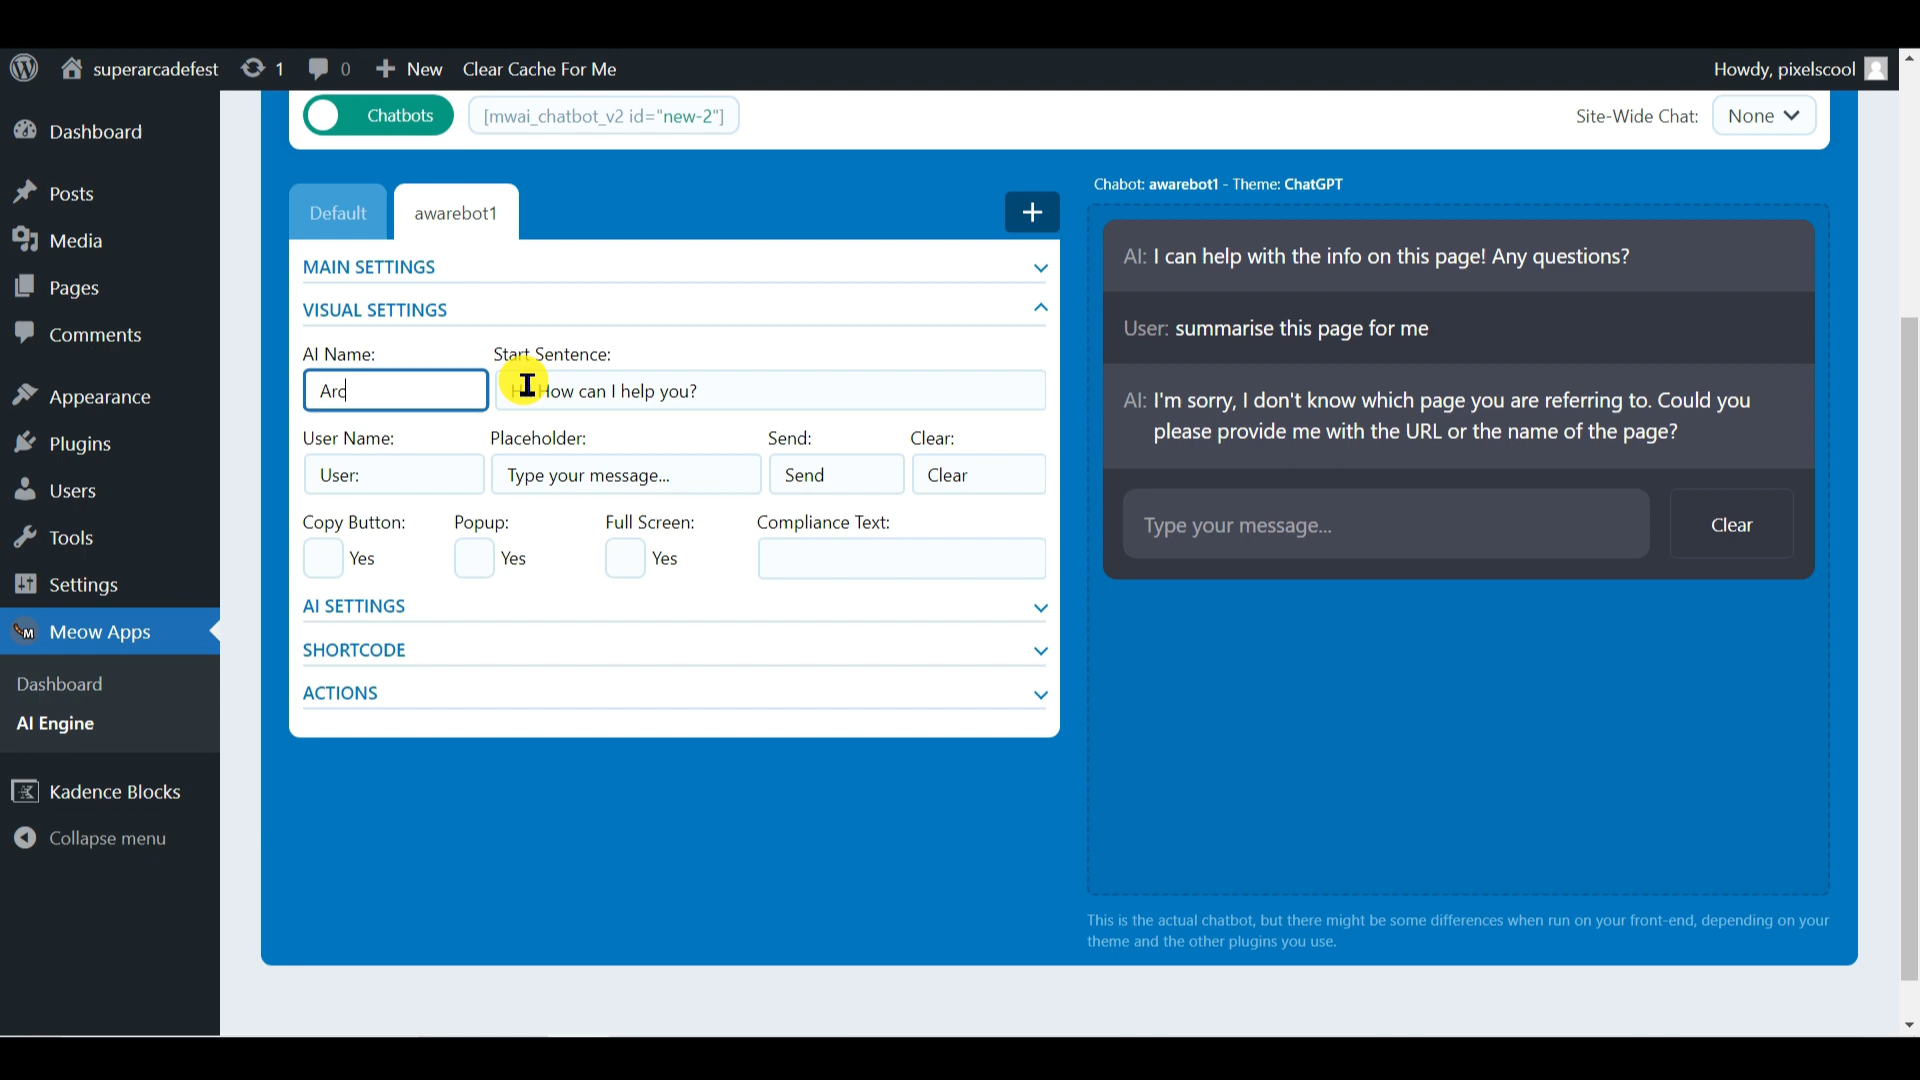 superarcadefest
1
0
New
Clear Cache For Me
Howdy, pixelscool
Dashboard
Posts
Media
Pages
Comments
Appearance
Plugins
Users
Tools
Settings
Meow Apps
Dashboard
AI Engine
Kadence Blocks
Collapse menu
Chatbots
[mwai_chatbot_v2 id="new-2"]
Site-Wide Chat:
None
Default
awarebot1
MAIN SETTINGS
VISUAL SETTINGS
AI Name:
Start Sentence:
Arc
How can I help you?
User Name:
Placeholder:
Send:
Clear:
User:
Type your message...
Send
Clear
Copy Button:
Popup:
Full Screen:
Compliance Text:
Yes
Yes
Yes
AI SETTINGS
SHORTCODE
ACTIONS
Chabot: awarebot1 - Theme: ChatGPT
AI: I can help with the info on this page! Any questions?
User: summarise this page for me
AI: I'm sorry, I don't know which page you are referring to. Could you
please provide me with the URL or the name of the page?
Type your message...
Clear
This is the actual chatbot, but there might be some differences when run on your front-end, depending on your
theme and the other plugins you use.